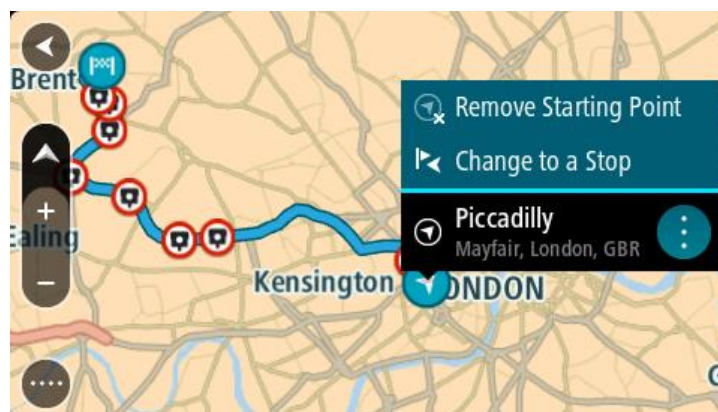 Brent
Remove Starting Point
Change to a Stop
Piccadilly
Mayfair, London, GBR
+
Ealing
−
Kensington
ONDON